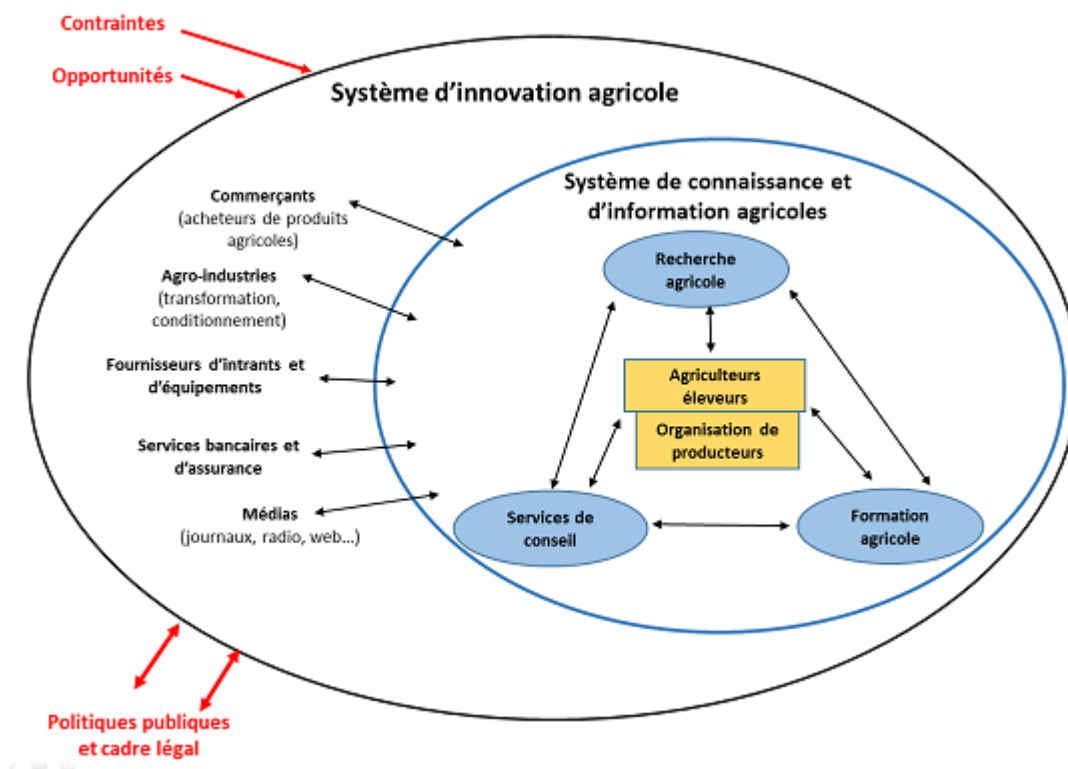 Contraintes
Opportunités
Système d'innovation agricole
Commerçants
(acheteurs de produits
agricoles)
Agro-industries
(transformation,
conditionnement)
Fournisseurs d'intrants et
d'équipements
Services bancaires et
d'assurance
Médias
(journaux, radio, web...)
Système de connaissance et
d'information agricoles
Recherche
agricole
Agriculteurs
éleveurs
Organisation de
producteurs
Services de
conseil
Formation
agricole
Politiques publiques
et cadre légal